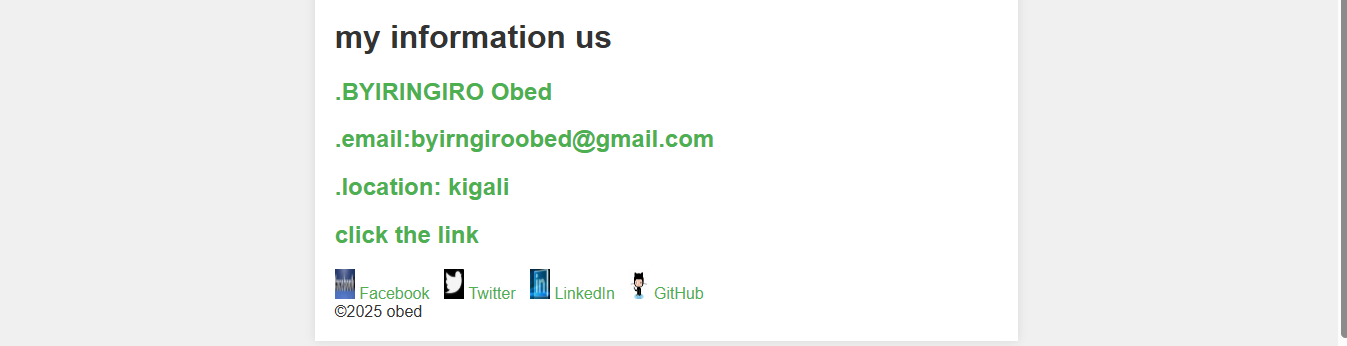 my information us
.BYIRINGIRO Obed
.email:byirngiroobed@gmail.com
.location: kigali
click the link
Facebook Twitter LinkedIn GitHub
©2025 obed